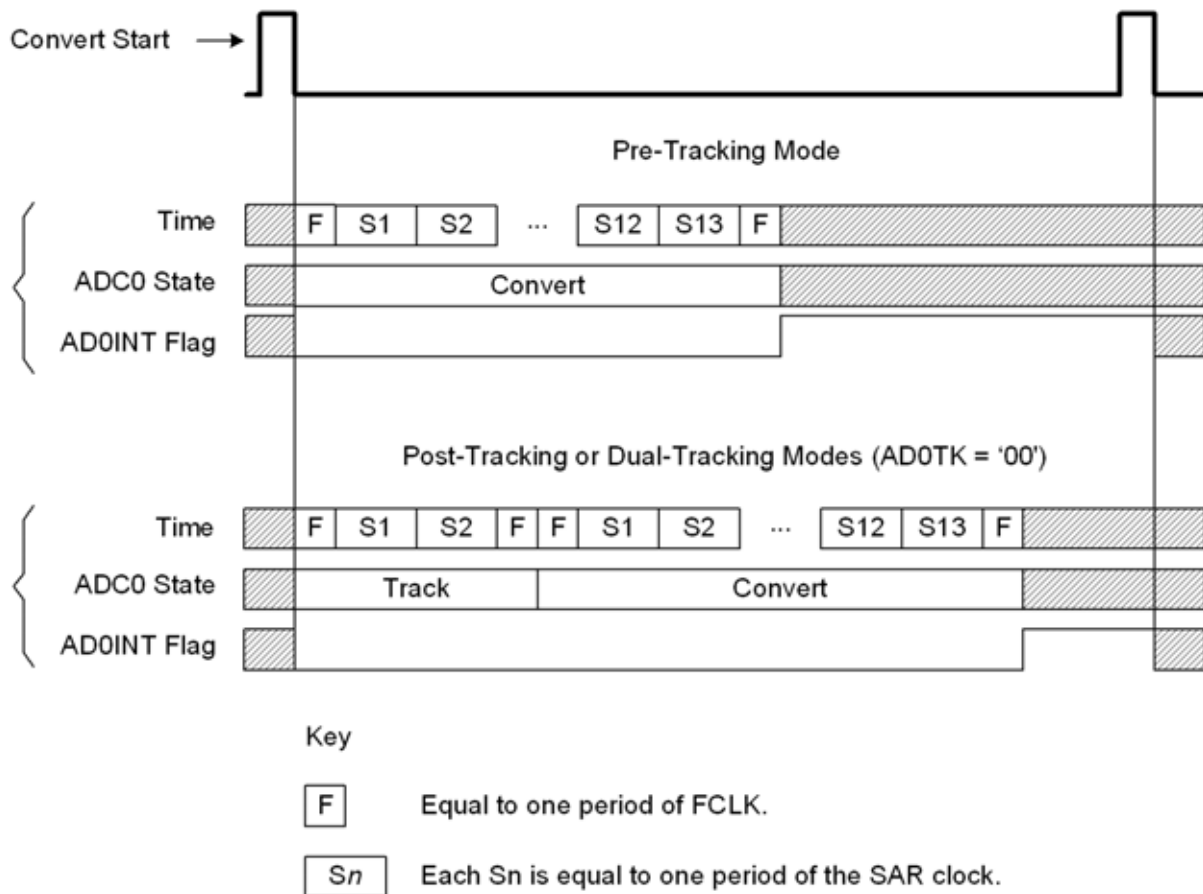 Convert Start
Pre-Tracking Mode
Time F S1 S2 ... S12 S13 F
ADC0 State Convert
AD0INT Flag
Post-Tracking or Dual-Tracking Modes (AD0TK = ‘00')
Time F S1 S2 F F S1 S2 ... S12 S13 F
ADC0 State Track Convert
AD0INT Flag
Key
F Equal to one period of FCLK.
Sn Each Sn is equal to one period of the SAR clock.